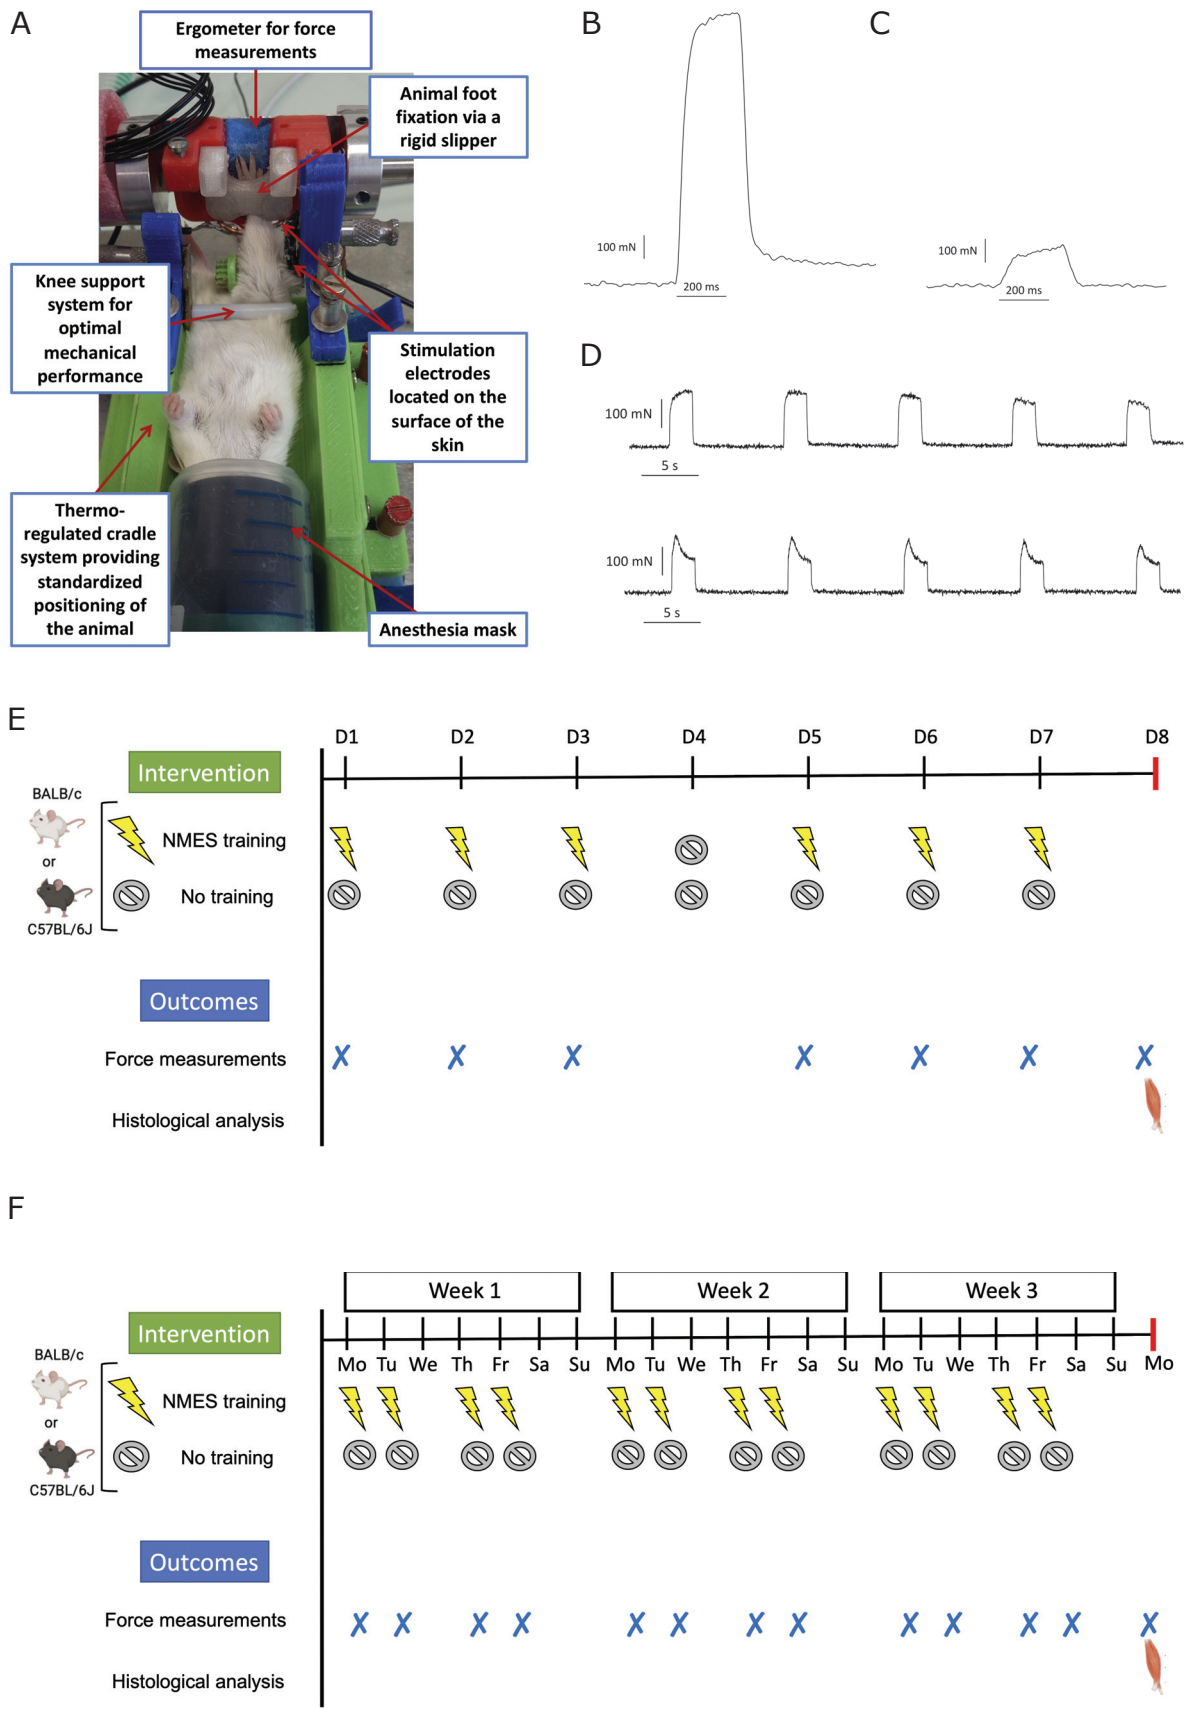 A
Ergometer for force
measurements
Animal foot
fixation via a
rigid slipper
Knee support
system for
optimal
mechanical
performance
Stimulation
electrodes
located on the
surface of the
skin
Thermo-
regulated cradle
system providing
standardized
positioning of
the animal
Anesthesia mask
B
100 mN
200 ms
C
100 mN
200 ms
D
100 mN
5 s
100 mN
5 s
E
D1 D2 D3 D4 D5 D6 D7 D8
Intervention
BALB/c
or
C57BL/6J
NMES training
No training
Outcomes
Force measurements
Histological analysis
F
Week 1 Week 2 Week 3
Intervention
Mo Tu We Th Fr Sa Su Mo Tu We Th Fr Sa Su Mo Tu We Th Fr Sa Su Mo
BALB/c
or
C57BL/6J
NMES training
No training
Outcomes
Force measurements
Histological analysis